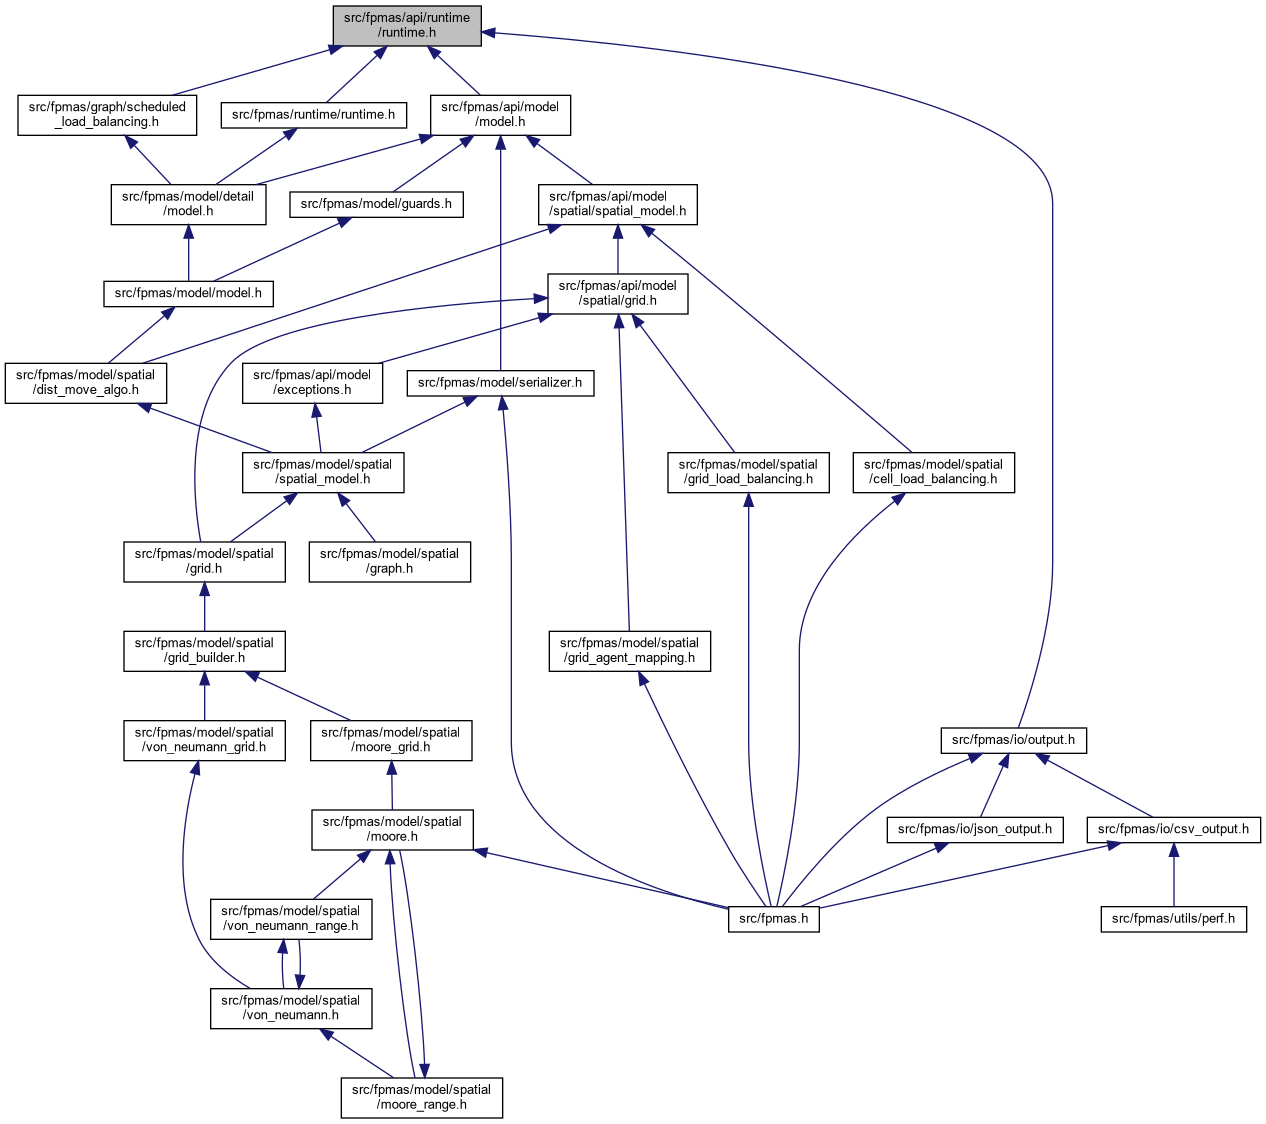 src/fpmas/api/runtime
/runtime.h
src/fpmas/graph/scheduled
_load_balancing.h
src/fpmas/runtime/runtime.h
src/fpmas/api/model
/model.h
src/fpmas/model/detail
/model.h
src/fpmas/model/guards.h
src/fpmas/api/model
/spatial/spatial_model.h
src/fpmas/model/model.h
src/fpmas/api/model
/spatial/grid.h
src/fpmas/model/spatial
/dist_move_algo.h
src/fpmas/api/model
/exceptions.h
src/fpmas/model/serializer.h
src/fpmas/model/spatial
/spatial_model.h
src/fpmas/model/spatial
/grid_load_balancing.h
src/fpmas/model/spatial
/cell_load_balancing.h
src/fpmas/model/spatial
/grid.h
src/fpmas/model/spatial
/graph.h
src/fpmas/model/spatial
/grid_builder.h
src/fpmas/model/spatial
/grid_agent_mapping.h
src/fpmas/model/spatial
/von_neumann_grid.h
src/fpmas/model/spatial
/moore_grid.h
src/fpmas/io/output.h
src/fpmas/model/spatial
/moore.h
src/fpmas/io/json_output.h
src/fpmas/io/csv_output.h
src/fpmas/model/spatial
/von_neumann_range.h
src/fpmas.h
src/fpmas/utils/perf.h
src/fpmas/model/spatial
/von_neumann.h
src/fpmas/model/spatial
/moore_range.h